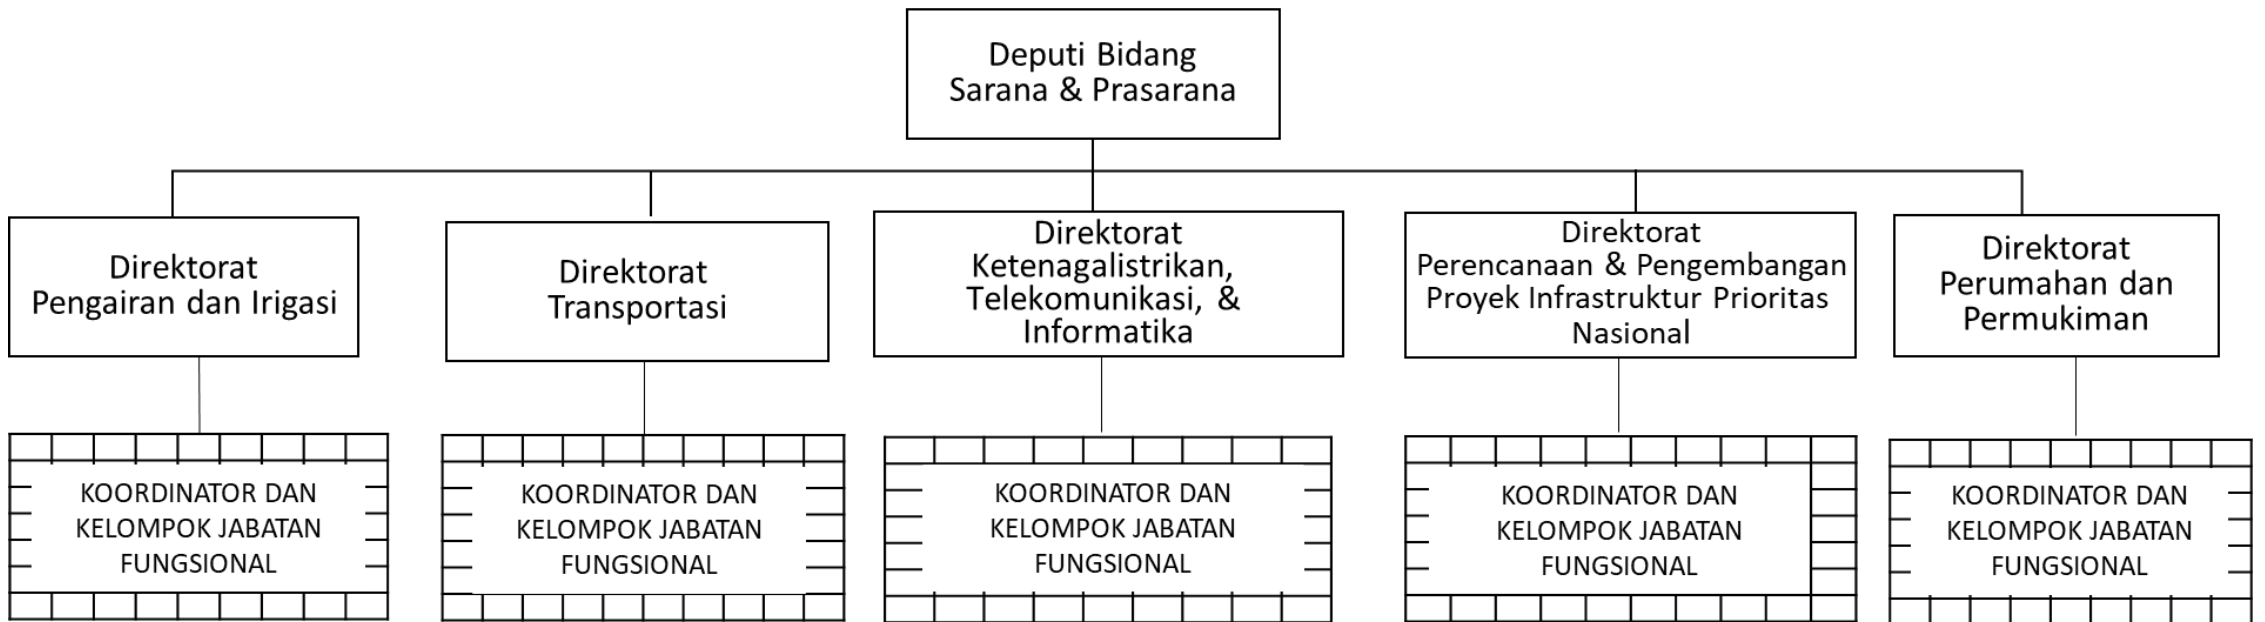 Deputi Bidang
Sarana & Prasarana
Direktorat
Pengairan dan Irigasi
Direktorat
Transportasi
Direktorat
Ketenagalistrikan,
Telekomunikasi, &
Informatika
Direktorat
Perencanaan & Pengembangan
Proyek Infrastruktur Prioritas
Nasional
Direktorat
Perumahan dan
Permukiman
KOORDINATOR DAN
KELOMPOK JABATAN
FUNGSIONAL
KOORDINATOR DAN
KELOMPOK JABATAN
FUNGSIONAL
KOORDINATOR DAN
KELOMPOK JABATAN
FUNGSIONAL
KOORDINATOR DAN
KELOMPOK JABATAN
FUNGSIONAL
KOORDINATOR DAN
KELOMPOK JABATAN
FUNGSIONAL